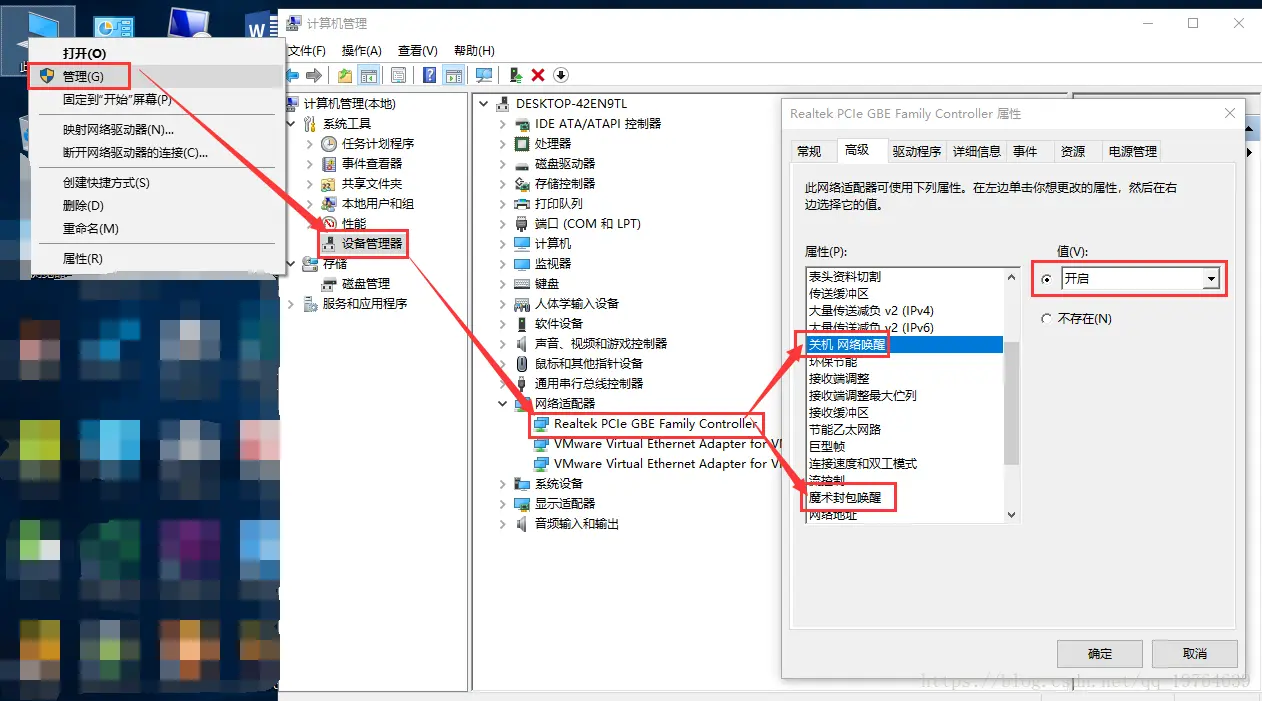 打开(O)
管理(G)
固定到"开始"屏幕(P)
映射网络驱动器(N)...
断开网络驱动器的连接(C)...
创建快捷方式(S)
删除(D)
重命名(M)
属性(R)
计算机管理
文件(F) 操作(A) 查看(V) 帮助(H)
计算机管理(本地)
系统工具
任务计划程序
事件查看器
共享文件夹
本地用户和组
性能
设备管理器
存储
磁盘管理
服务和应用程序
DESKTOP-42EN9TL
IDE ATA/ATAPI 控制器
处理器
磁盘驱动器
存储控制器
打印队列
端口 (COM 和 LPT)
计算机
监视器
键盘
人体学输入设备
软件设备
声音、视频和游戏控制器
鼠标和其他指针设备
通用串行总线控制器
网络适配器
Realtek PCIe GBE Family Controller
VMware Virtual Ethernet Adapter for VI
VMware Virtual Ethernet Adapter for VI
系统设备
显示适配器
音频输入和输出
Realtek PCIe GBE Family Controller 属性
常规 高级 驱动程序 详细信息 事件 资源 电源管理
此网络适配器可使用下列属性。在左边单击你想更改的属性，然后在右
边选择它的值。
属性(P):
表头资料切割
传送缓冲区
大量传送减负 v2 (IPv4)
大量传送减负 v2 (IPv6)
关机 网络唤醒
环保节能
接收端调整
接收端调整最大伫列
接收缓冲区
节能乙太网路
巨型帧
连接速度和双工模式
流控制
魔术封包唤醒
网络地址
值(V):
开启
不存在(N)
确定 取消
https://blog.csdn.net/qq_19764639